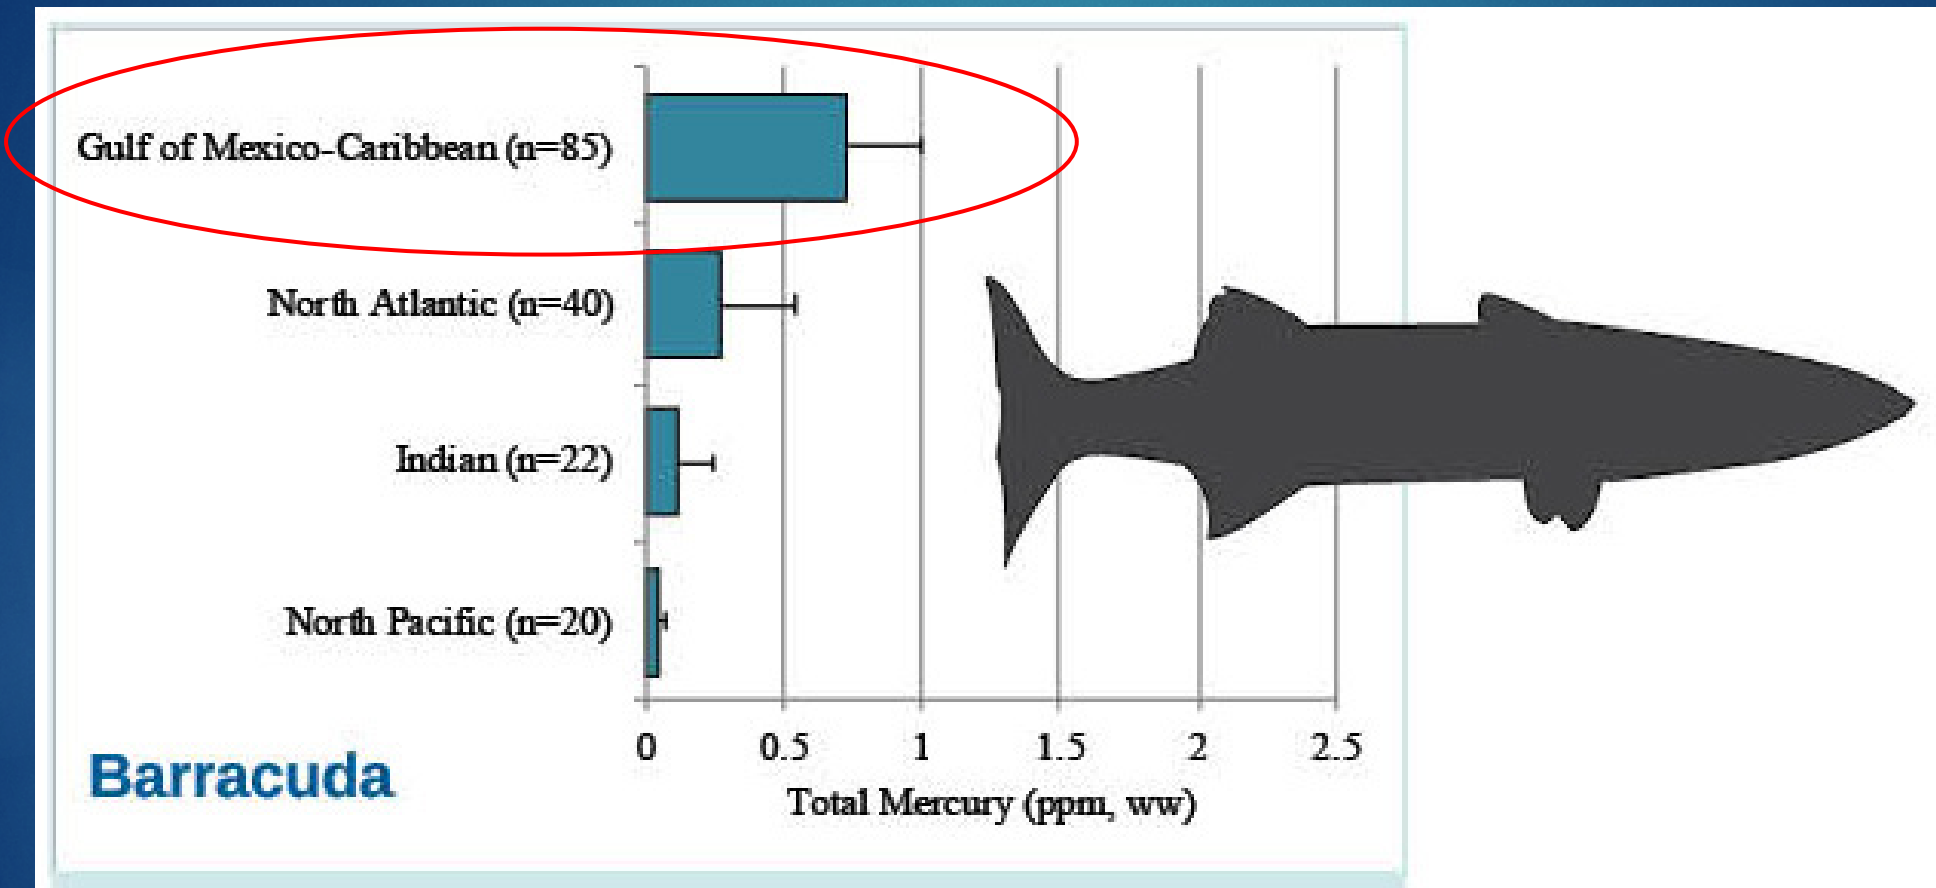 Gulf of Mexico-Caribbean (n=85)
North Atlantic (n=40)
Indian (n=22)
North Pacific (n=20)
0 0.5 1 1.5 2 2.5
Total Mercury (ppm, ww)
Barracuda